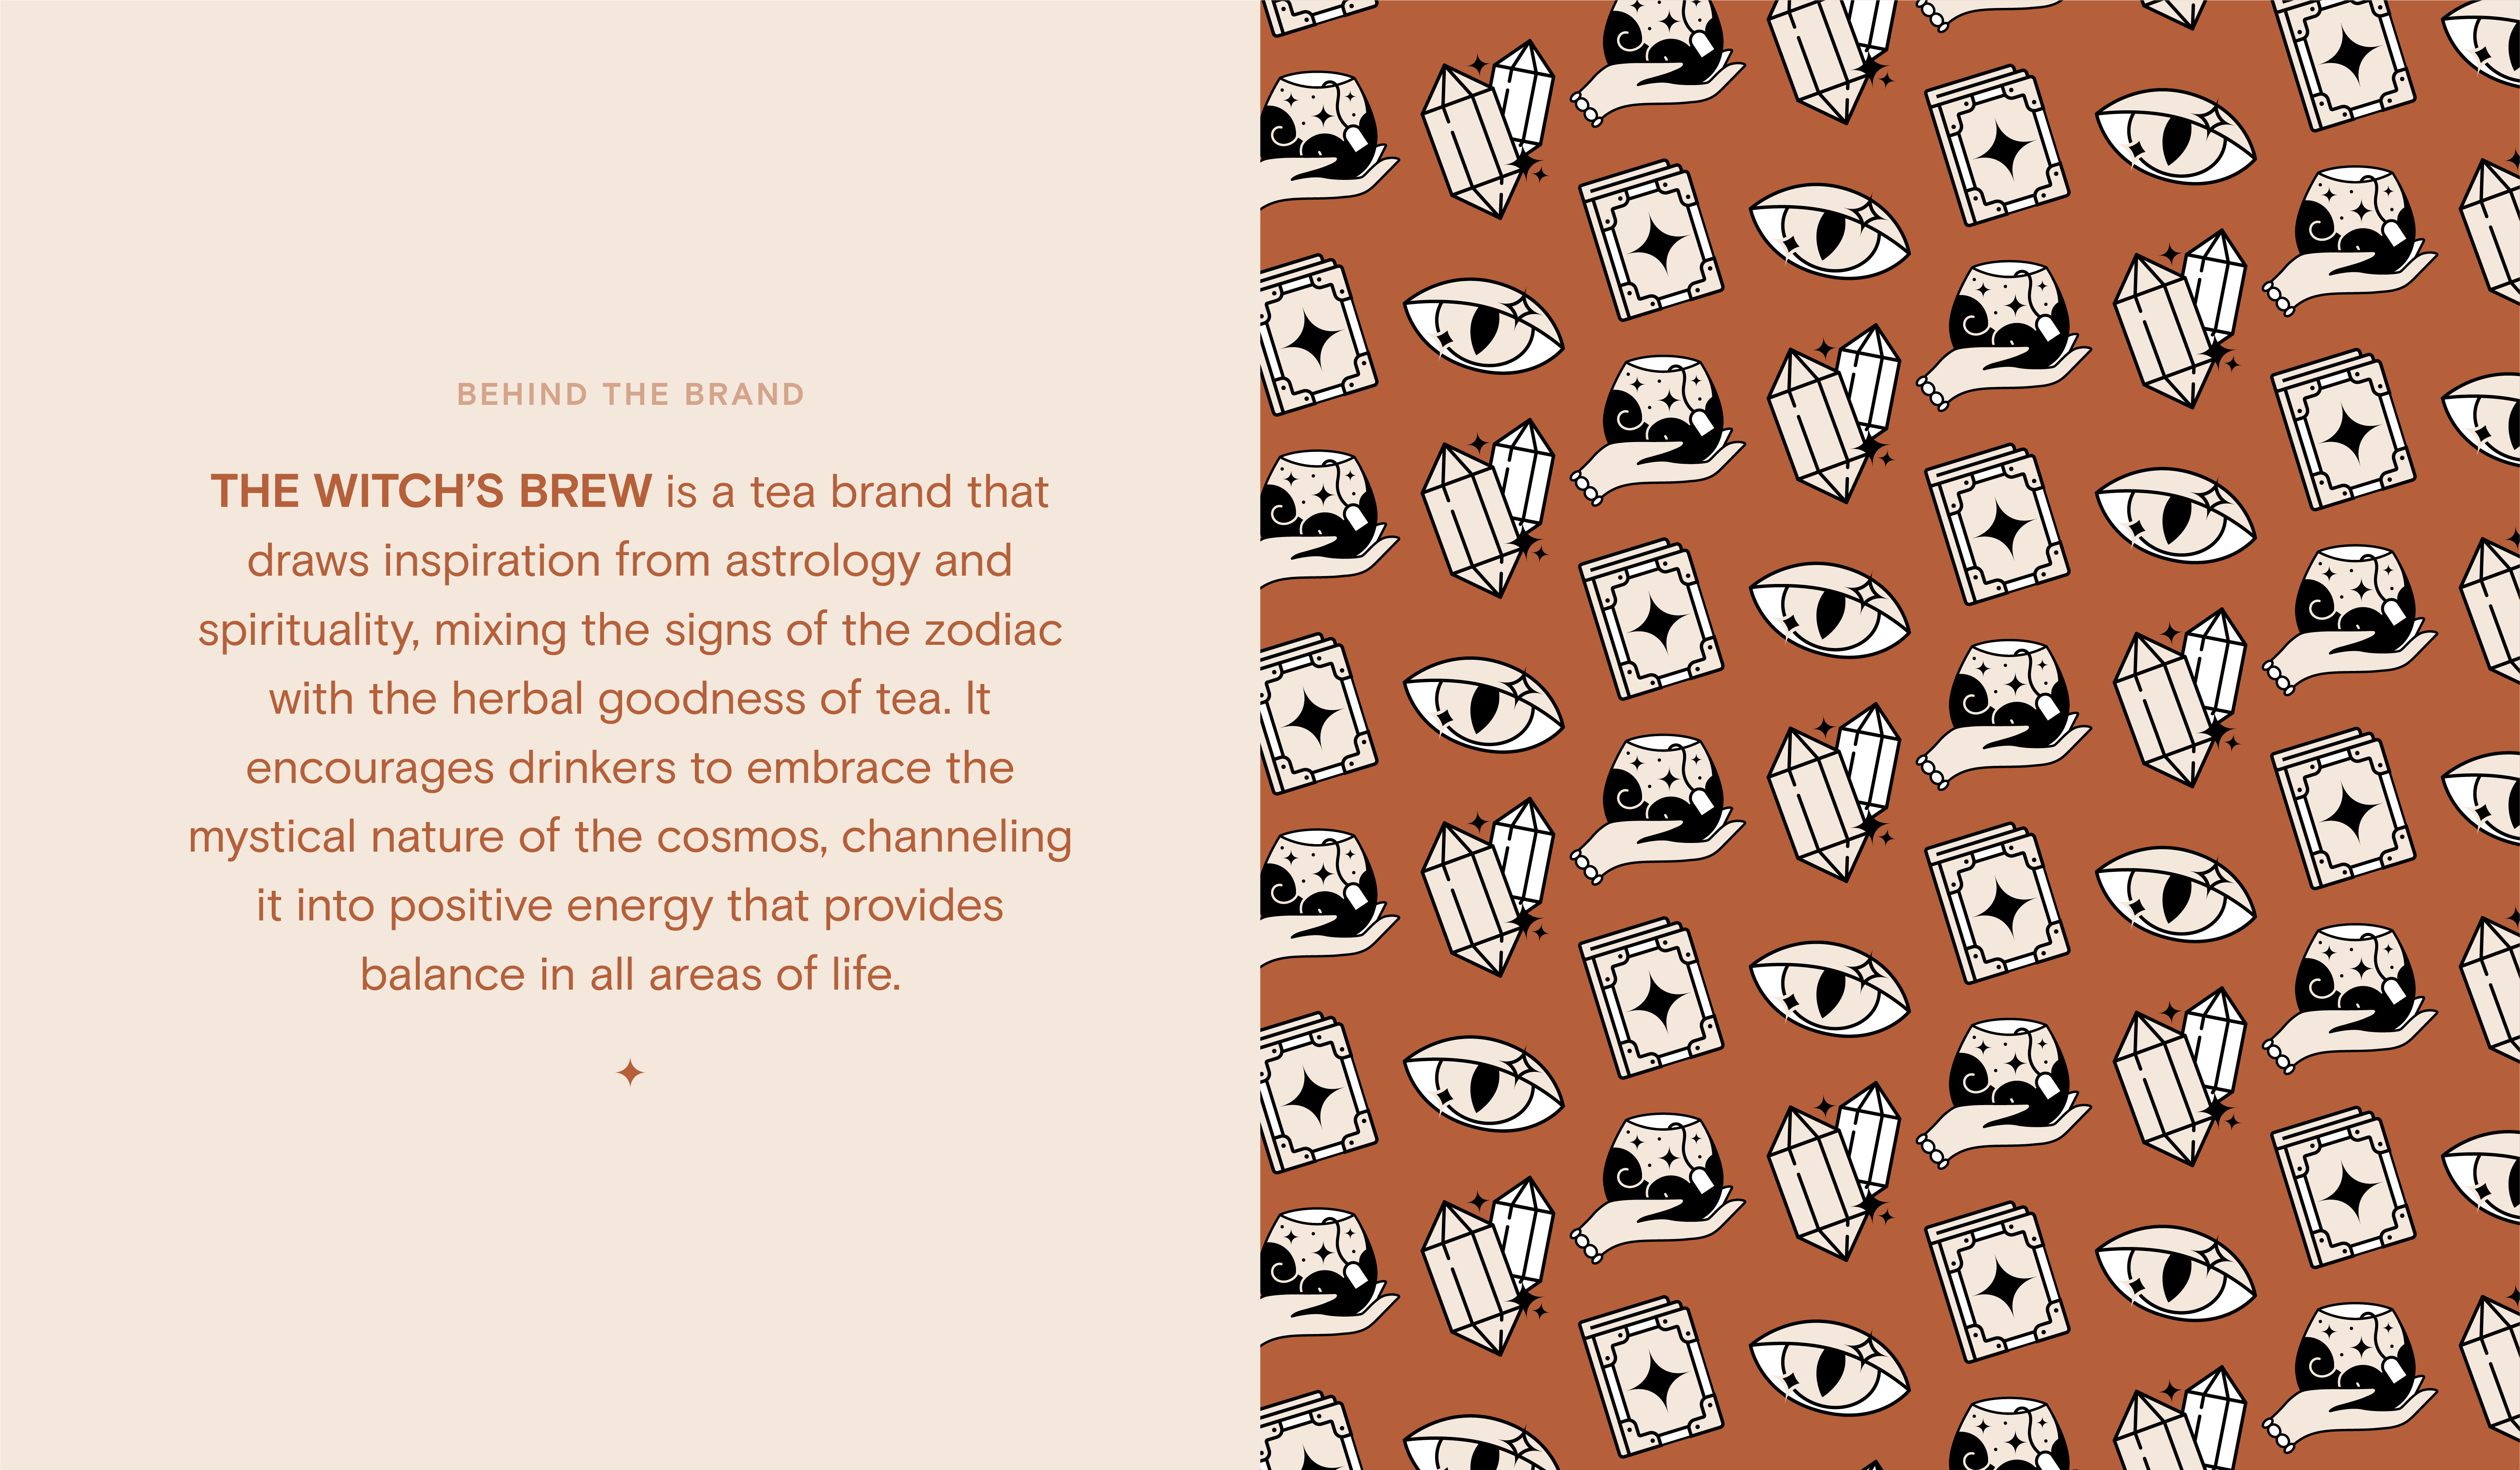 BEHIND THE BRAND
THE WITCH’S BREW is a tea brand that
draws inspiration from astrology and
spirituality, mixing the signs of the zodiac
with the herbal goodness of tea. It
encourages drinkers to embrace the
mystical nature of the cosmos, channeling
it into positive energy that provides
balance in all areas of life.